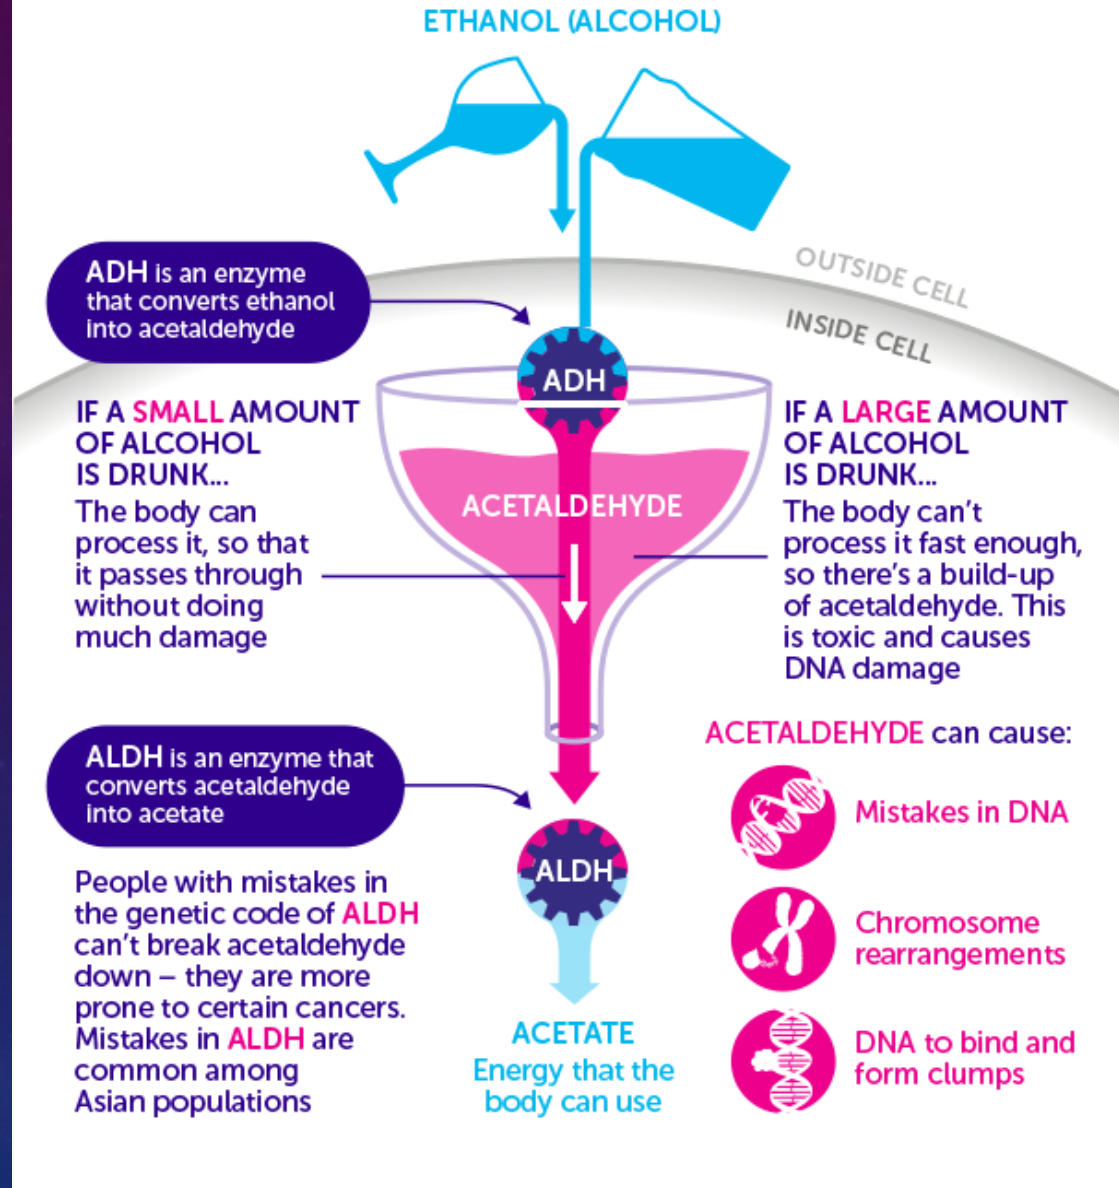 ETHANOL (ALCOHOL)
OUTSIDE CELL
INSIDE CELL
ADH is an enzyme
that converts ethanol
into acetaldehyde
ADH
IF A SMALL AMOUNT
OF ALCOHOL
IS DRUNK...
The body can
process it, so that
it passes through
without doing
much damage
ACETALDEHYDE
IF A LARGE AMOUNT
OF ALCOHOL
IS DRUNK...
The body can't
process it fast enough,
so there's a build-up
of acetaldehyde. This
is toxic and causes
DNA damage
ALDH is an enzyme that
converts acetaldehyde
into acetate
ALDH
People with mistakes in
the genetic code of ALDH
can't break acetaldehyde
down – they are more
prone to certain cancers.
Mistakes in ALDH are
common among
Asian populations
ACETATE
Energy that the
body can use
ACETALDEHYDE can cause:
Mistakes in DNA
Chromosome
rearrangements
DNA to bind and
form clumps